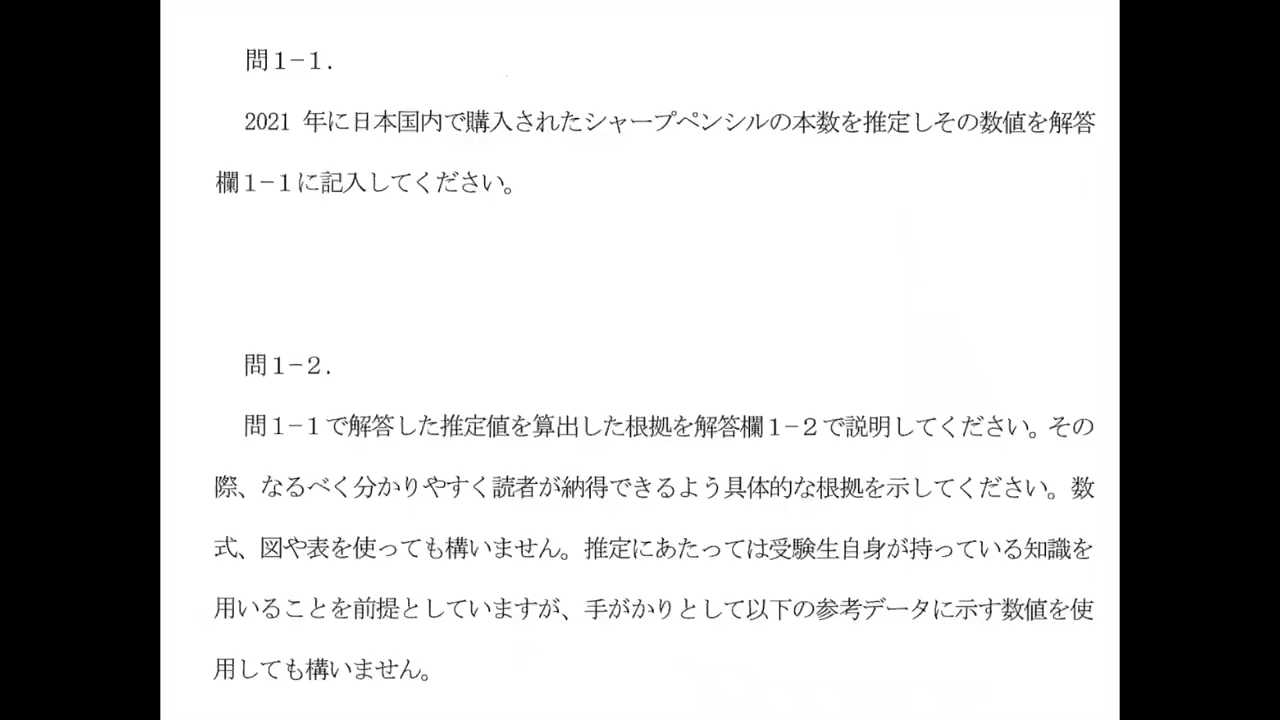 問１−１.
2021 年に日本国内で購入されたシャープペンシルの本数を推定しその数値を解答
欄１−１に記入してください。
問１−２.
問１−１で解答した推定値を算出した根拠を解答欄１−２で説明してください。その
際、なるべく分かりやすく読者が納得できるよう具体的な根拠を示してください。数
式、図や表を使っても構いません。推定にあたっては受験生自身が持っている知識を
用いることを前提としていますが、手がかりとして以下の参考データに示す数値を使
用しても構いません。